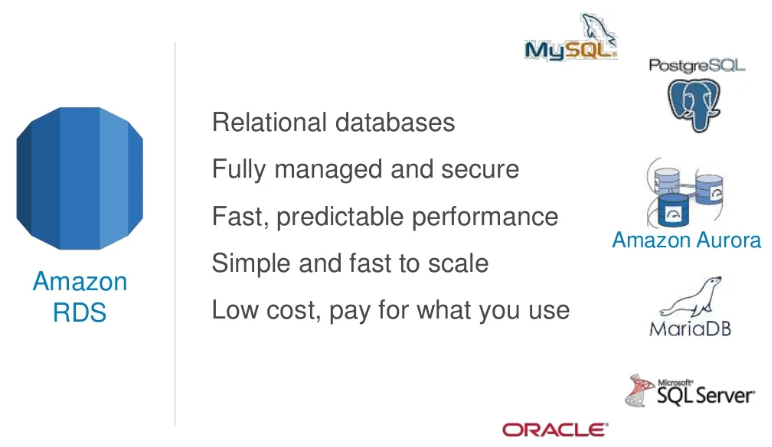 Amazon
RDS
Relational databases
Fully managed and secure
Fast, predictable performance
Simple and fast to scale
Low cost, pay for what you use
MySQL®
PostgreSQL
Amazon Aurora
MariaDB
Microsoft®
SQL Server®
ORACLE®